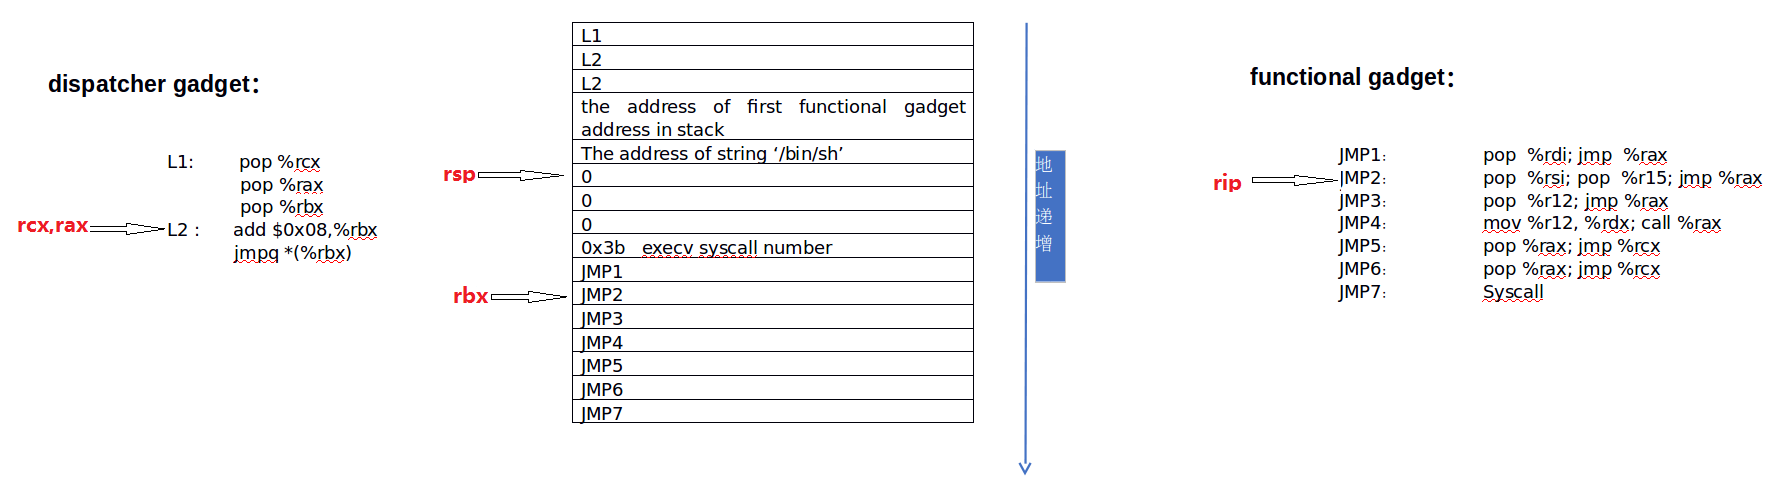 dispatcher gadget：
L1: pop %rcx
pop %rax
pop %rbx
rcx,rax
L2 : add $0x08,%rbx
jmpq *(%rbx)
L1
L2
L2
the address of first functional gadget
address in stack
The address of string ‘/bin/sh’
rsp
0
0
0
0x3b execv syscall number
JMP1
rbx
JMP2
JMP3
JMP4
JMP5
JMP6
JMP7
地
址
递
增
functional gadget：
JMP1: pop %rdi; jmp %rax
rip
JMP2: pop %rsi; pop %r15; jmp %rax
JMP3: pop %r12; jmp %rax
JMP4: mov %r12, %rdx; call %rax
JMP5: pop %rax; jmp %rcx
JMP6: pop %rax; jmp %rcx
JMP7: Syscall